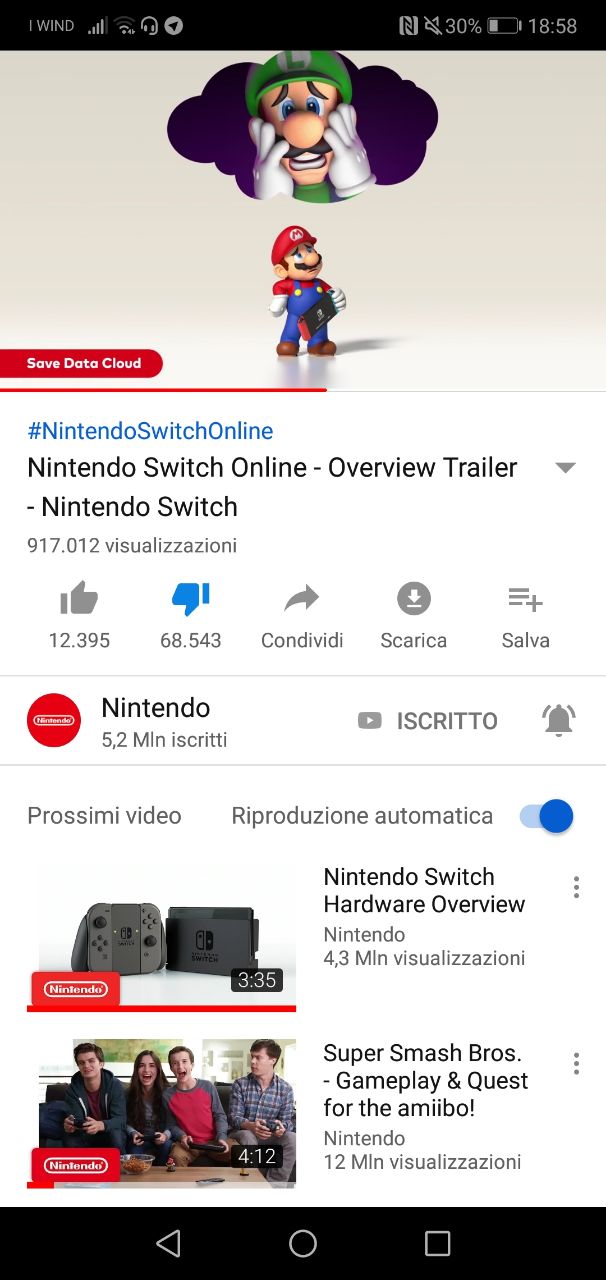 I WIND 30% 18:58
L
M
Save Data Cloud
#NintendoSwitchOnline
Nintendo Switch Online - Overview Trailer
- Nintendo Switch
917.012 visualizzazioni
12.395 68.543 Condividi Scarica Salva
Nintendo
Nintendo
5,2 Mln iscritti
ISCRITTO
Prossimi video Riproduzione automatica
Nintendo Switch
Hardware Overview
Nintendo
4,3 Mln visualizzazioni
SWITCH
NINTENDO
SWITCH
Nintendo
3:35
Super Smash Bros.
- Gameplay & Quest
for the amiibo!
Nintendo
12 Mln visualizzazioni
Nintendo
4:12